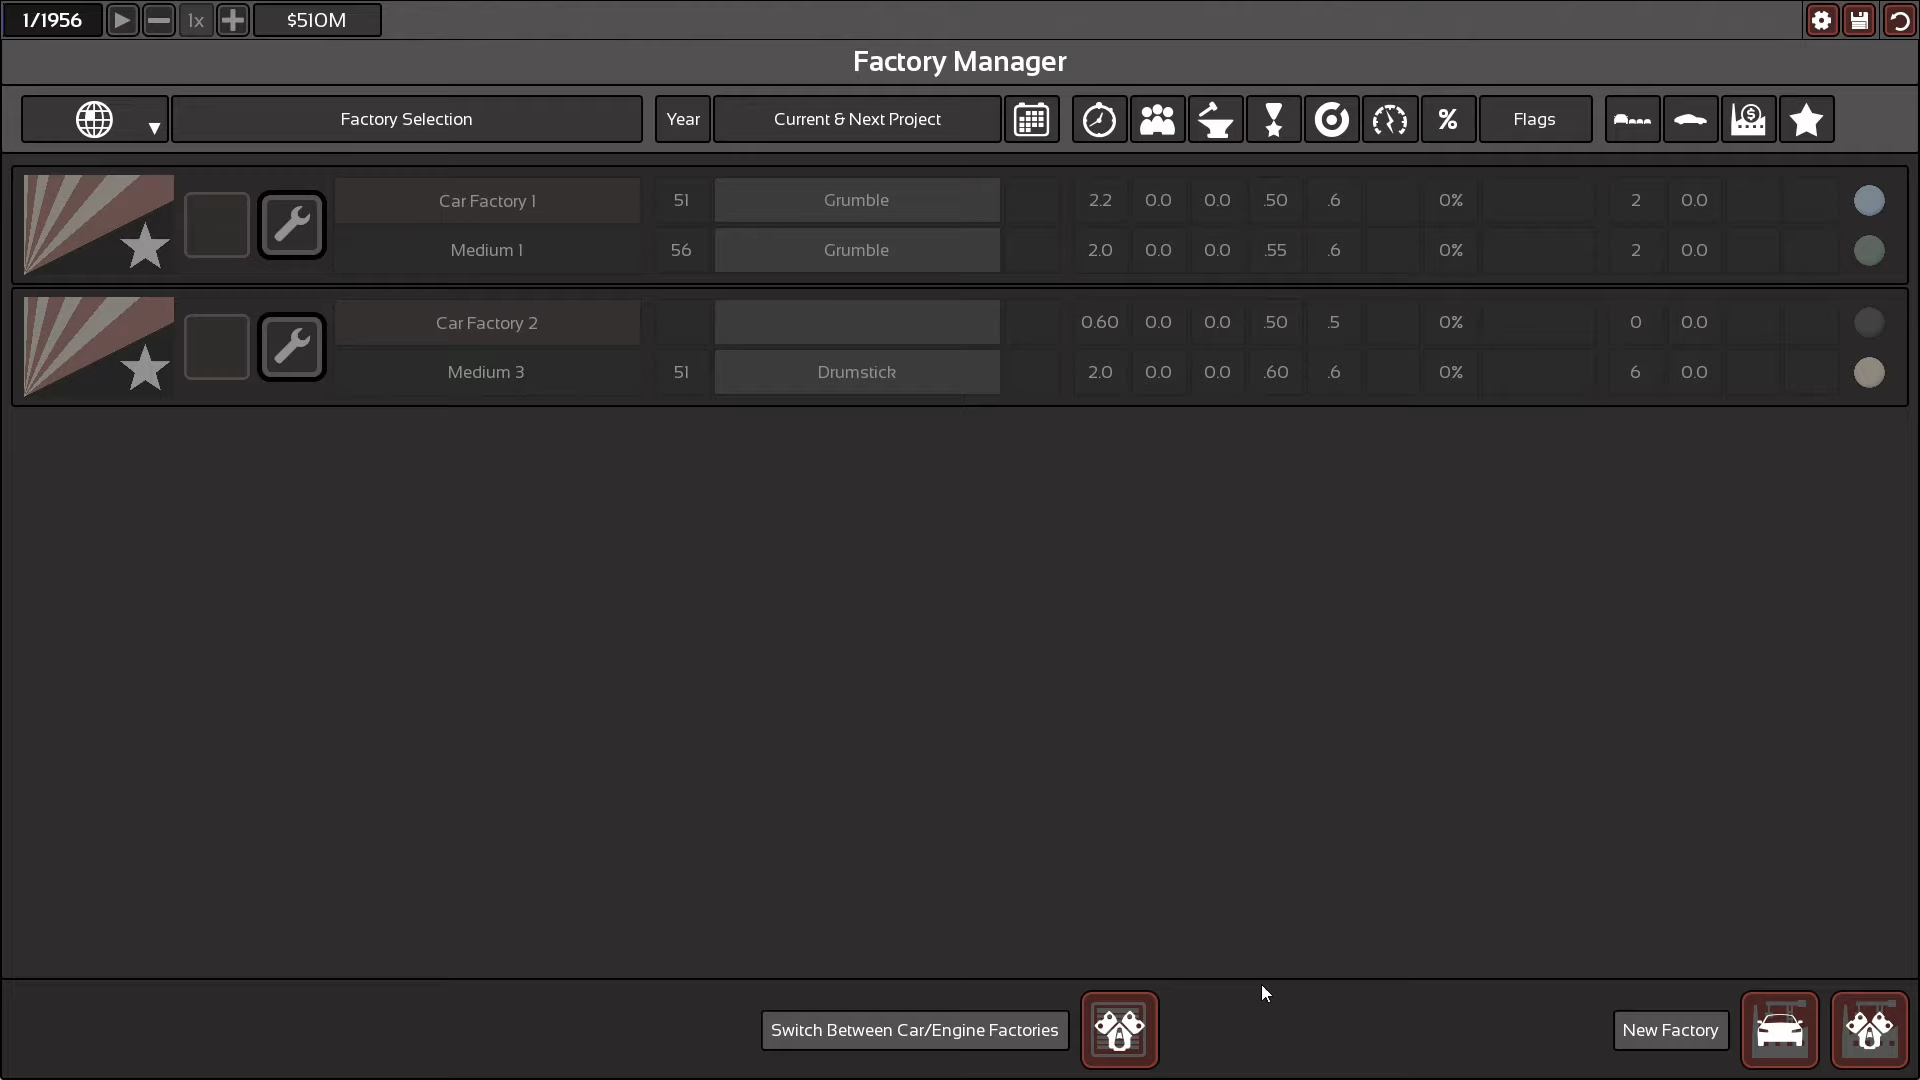 1/1956 1x $510M
Factory Manager
Factory Selection Year Current & Next Project % Flags
Car Factory 1 51 Grumble 2.2 0.0 0.0 .50 .6 0% 2 0.0
Medium 1 56 Grumble 2.0 0.0 0.0 .55 .6 0% 2 0.0
Car Factory 2 0.60 0.0 0.0 .50 .5 0% 0 0.0
Medium 3 51 Drumstick 2.0 0.0 0.0 .60 .6 0% 6 0.0
Switch Between Car/Engine Factories New Factory